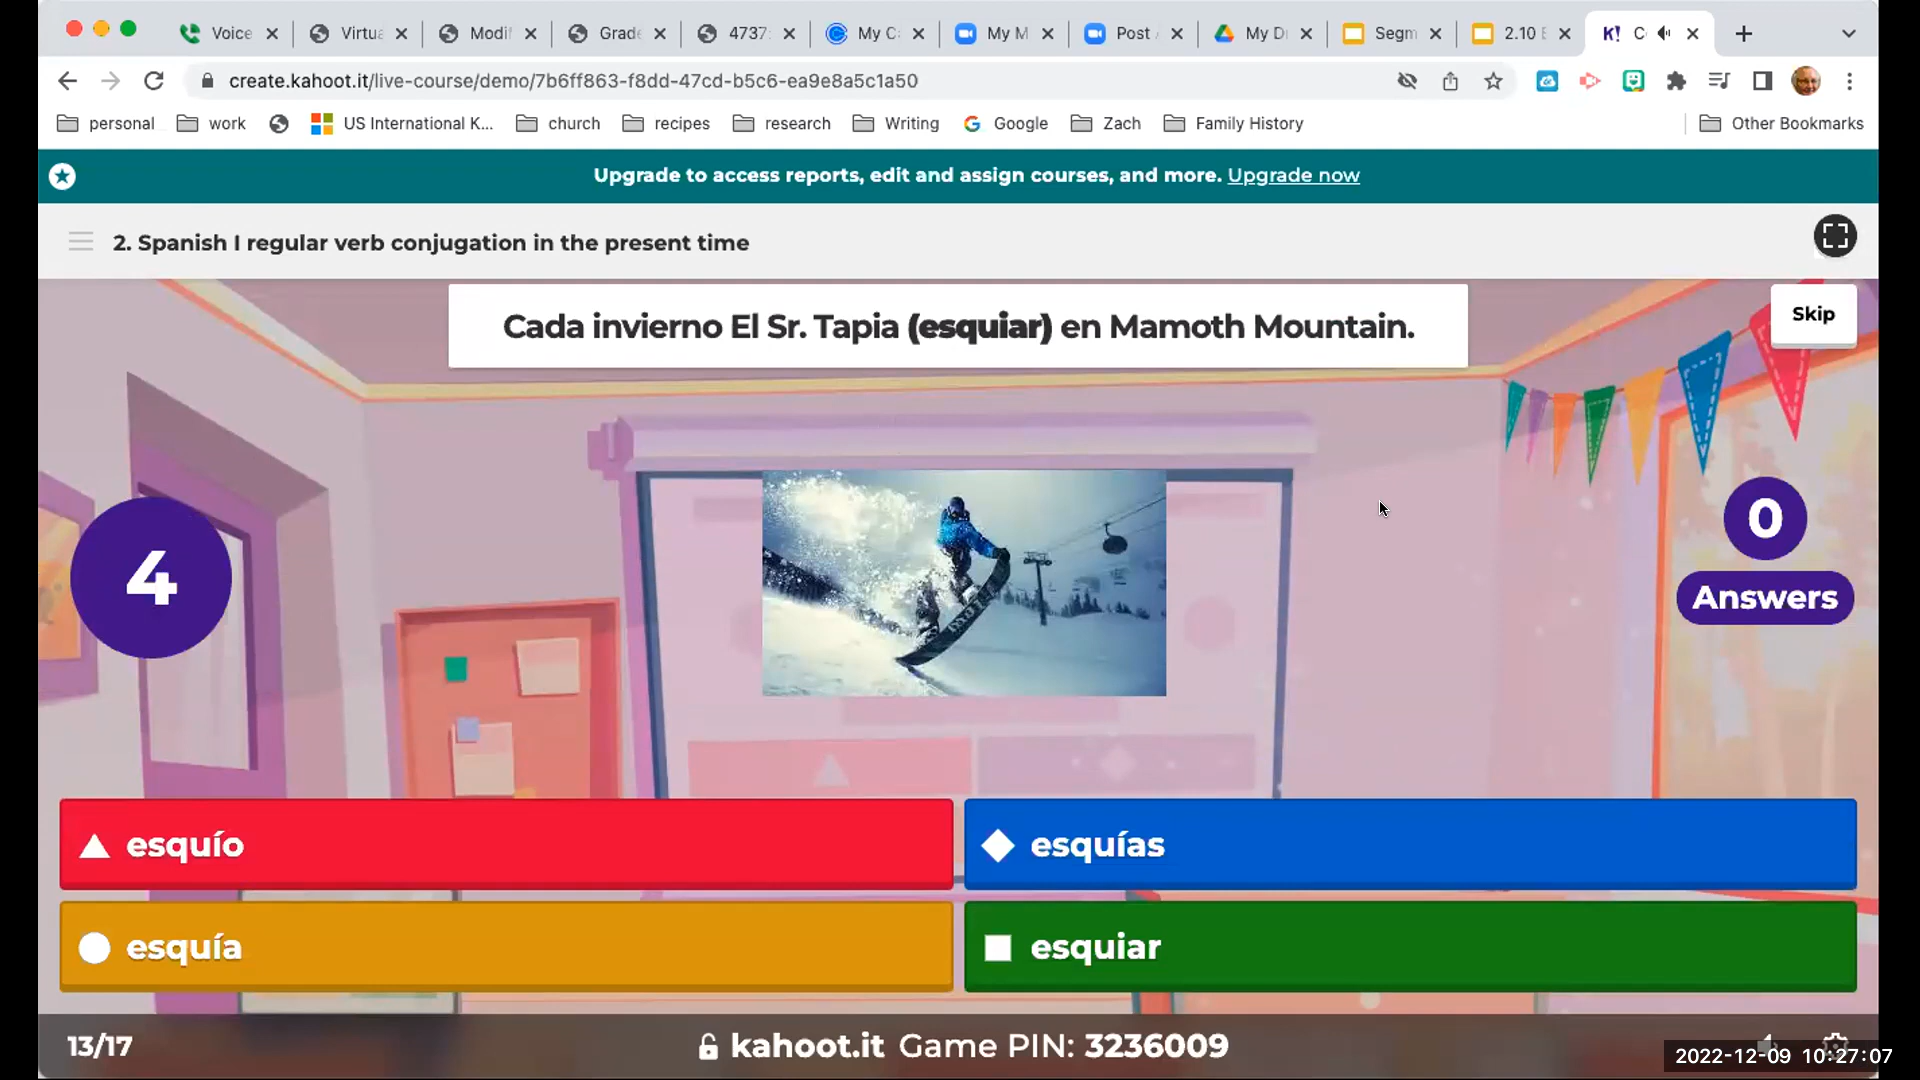 Voice
Virtua
Modif
Grade
4737
My C
My M
Post
My D
Segm
2.10
K!
create.kahoot.it/live-course/demo/7b6ff863-f8dd-47cd-b5c6-ea9e8a5c1a50
personal
work
US International K...
church
recipes
research
Writing
Google
Zach
Family History
Other Bookmarks
Upgrade to access reports, edit and assign courses, and more. Upgrade now
2. Spanish I regular verb conjugation in the present time
Cada invierno El Sr. Tapia (esquiar) en Mamoth Mountain.
Skip
4
0
Answers
esquío
esquías
esquía
esquiar
13/17
kahoot.it Game PIN: 3236009
2022-12-09 10:27:07